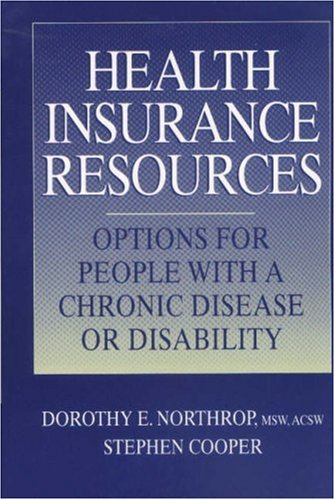 HEALTH
INSURANCE
RESOURCES
OPTIONS FOR
PEOPLE WITH A
CHRONIC DISEASE
OR DISABILITY
DOROTHY E. NORTHROP, MSW, ACSW
STEPHEN COOPER